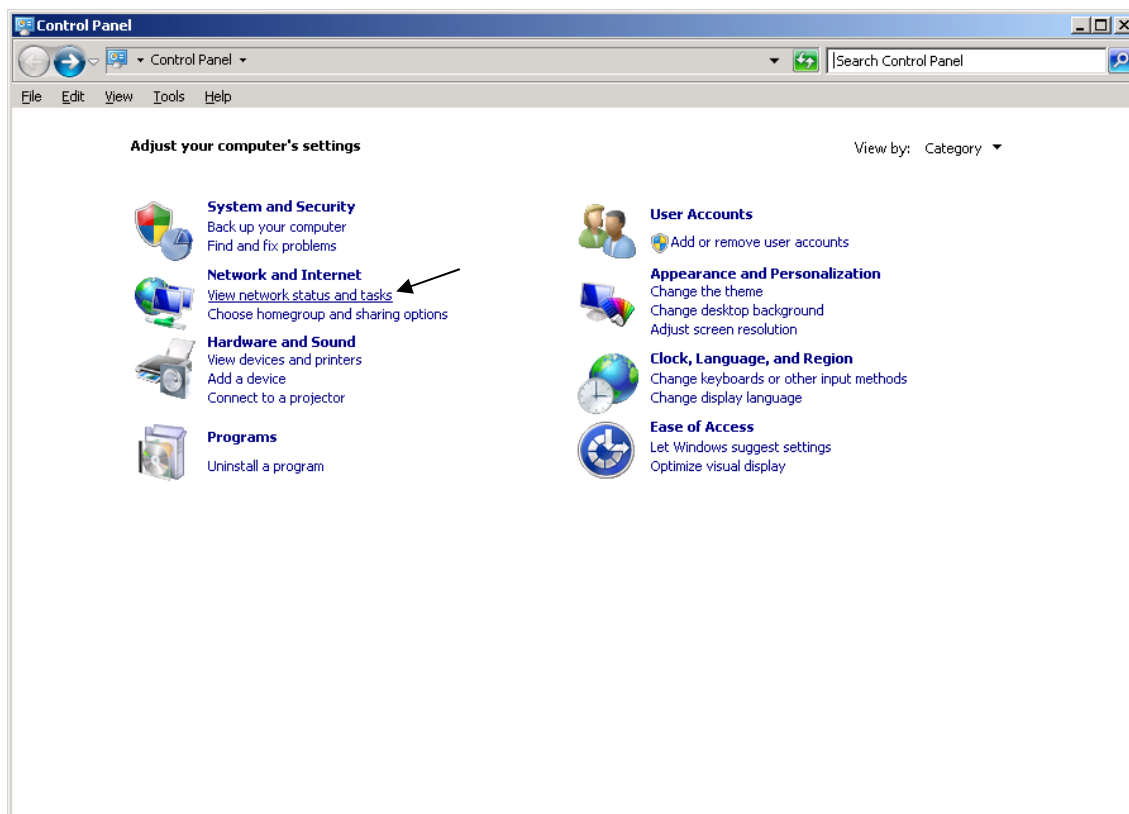 Control Panel
Control Panel
Search Control Panel
File Edit View Tools Help
Adjust your computer's settings
View by: Category
System and Security
Back up your computer
Find and fix problems
Network and Internet
View network status and tasks
Choose homegroup and sharing options
Hardware and Sound
View devices and printers
Add a device
Connect to a projector
Programs
Uninstall a program
User Accounts
Add or remove user accounts
Appearance and Personalization
Change the theme
Change desktop background
Adjust screen resolution
Clock, Language, and Region
Change keyboards or other input methods
Change display language
Ease of Access
Let Windows suggest settings
Optimize visual display